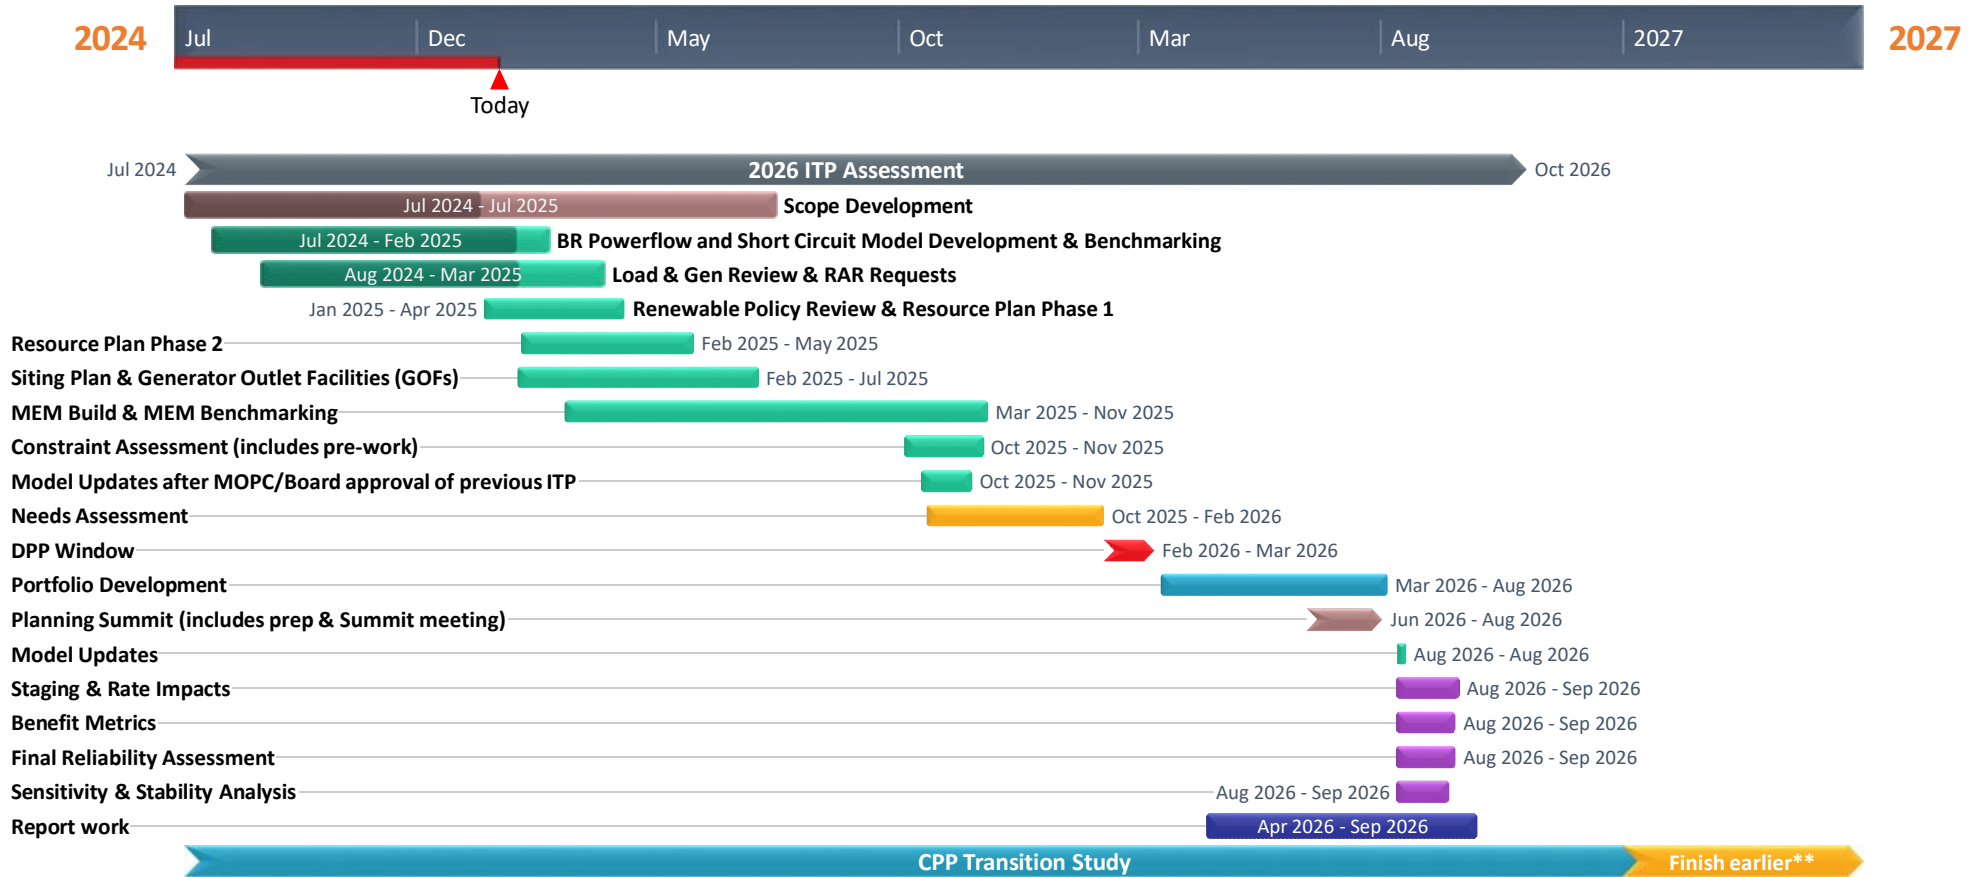 2024 Jul Dec May Oct Mar Aug 2027 2027
Today
Jul 2024 2026 ITP Assessment Oct 2026
Jul 2024 - Jul 2025 Scope Development
Jul 2024 - Feb 2025 BR Powerflow and Short Circuit Model Development & Benchmarking
Aug 2024 - Mar 2025 Load & Gen Review & RAR Requests
Jan 2025 - Apr 2025 Renewable Policy Review & Resource Plan Phase 1
Resource Plan Phase 2 Feb 2025 - May 2025
Siting Plan & Generator Outlet Facilities (GOFs) Feb 2025 - Jul 2025
MEM Build & MEM Benchmarking Mar 2025 - Nov 2025
Constraint Assessment (includes pre-work) Oct 2025 - Nov 2025
Model Updates after MOPC/Board approval of previous ITP Oct 2025 - Nov 2025
Needs Assessment Oct 2025 - Feb 2026
DPP Window Feb 2026 - Mar 2026
Portfolio Development Mar 2026 - Aug 2026
Planning Summit (includes prep & Summit meeting) Jun 2026 - Aug 2026
Model Updates Aug 2026 - Aug 2026
Staging & Rate Impacts Aug 2026 - Sep 2026
Benefit Metrics Aug 2026 - Sep 2026
Final Reliability Assessment Aug 2026 - Sep 2026
Sensitivity & Stability Analysis Aug 2026 - Sep 2026
Report work Apr 2026 - Sep 2026
CPP Transition Study Finish earlier**